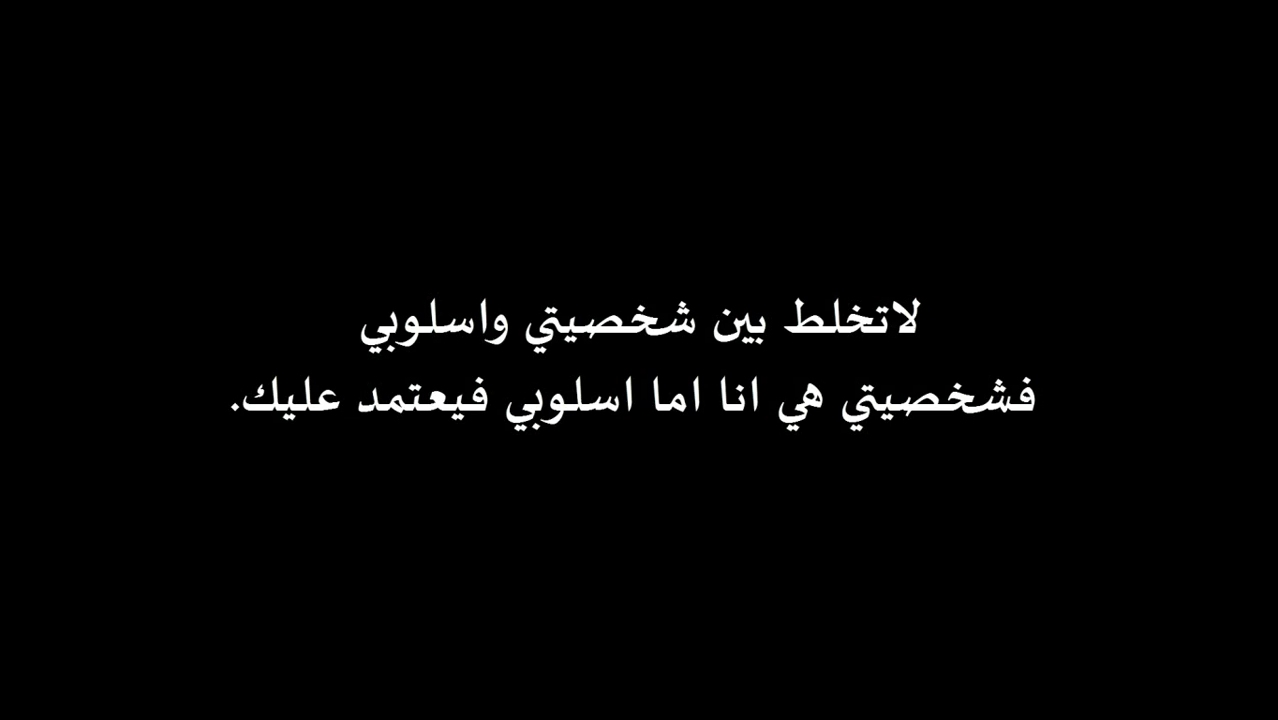 لاتخلط بين شخصيتي واسلوبي
فشخصيتي هي انا اما اسلوبي فيعتمد عليك.